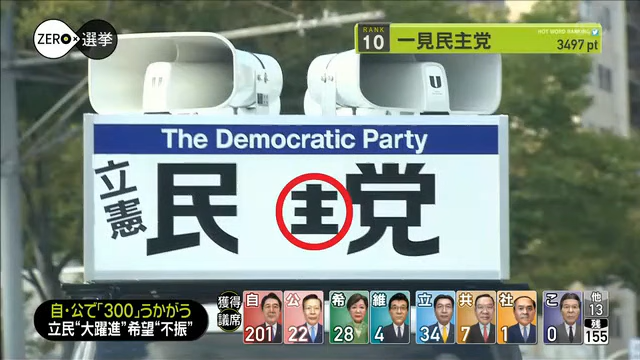 ZERO×選挙
RANK 10 一見民主党
HOT WORD RANKING
3497 pt
The Democratic Party
立憲
民主党
U
U
自・公で「300」うかがう
立民“大躍進”希望“不振”
獲得議席
自 201
公 22
希 28
維 4
立 34
共 7
社 1
こ 0
他 13
残 155